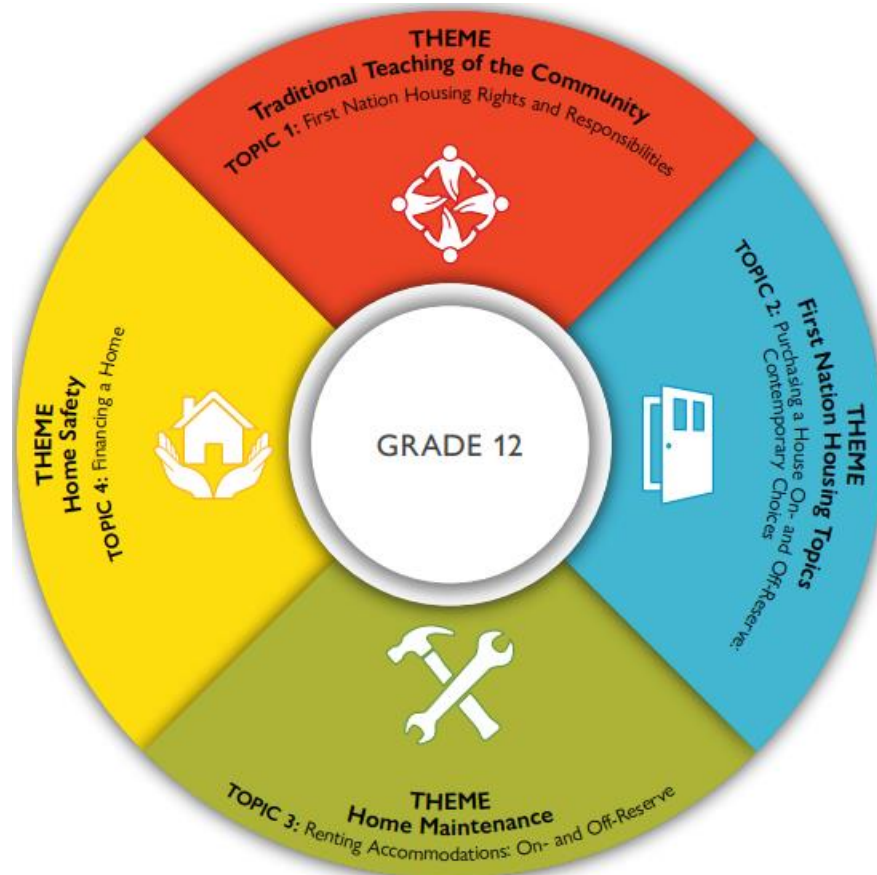 THEME
Traditional Teaching of the Community
TOPIC 1: First Nation Housing Rights and Responsibilities
THEME
First Nation Housing Topics
TOPIC 2: Purchasing a House On- and Off-Reserve:
Contemporary Choices
THEME
Home Maintenance
TOPIC 3: Renting Accommodations: On- and Off-Reserve
THEME
Home Safety
TOPIC 4: Financing a Home
GRADE 12